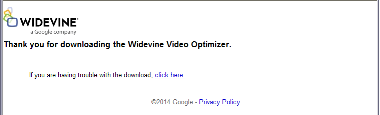 WIDEVINE
a Google company
Thank you for downloading the Widevine Video Optimizer.
If you are having trouble with the download, click here.
©2014 Google - Privacy Policy